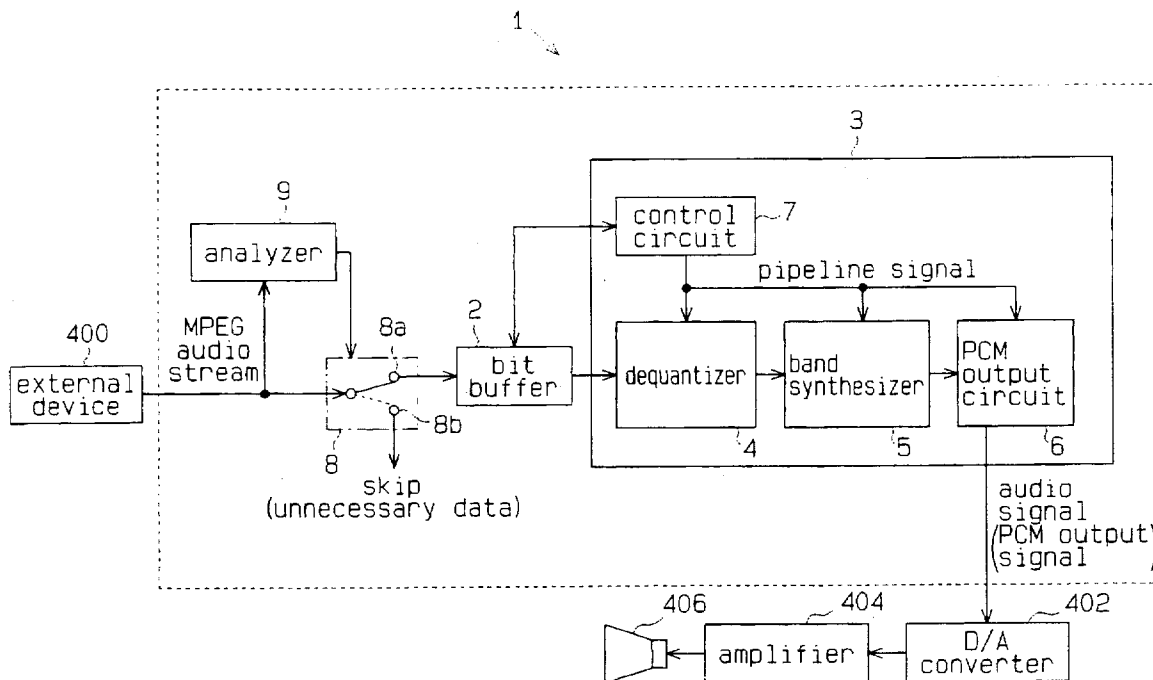 1
3
9
analyzer
control
circuit
7
pipeline signal
400
external
device
MPEG
audio
stream
8a
2
bit
buffer
dequantizer
band
synthesizer
PCM
output
circuit
8b
8
4
5
6
skip
(unnecessary data)
audio
signal
(PCM output)
signal
406
404
402
amplifier
D/A
converter